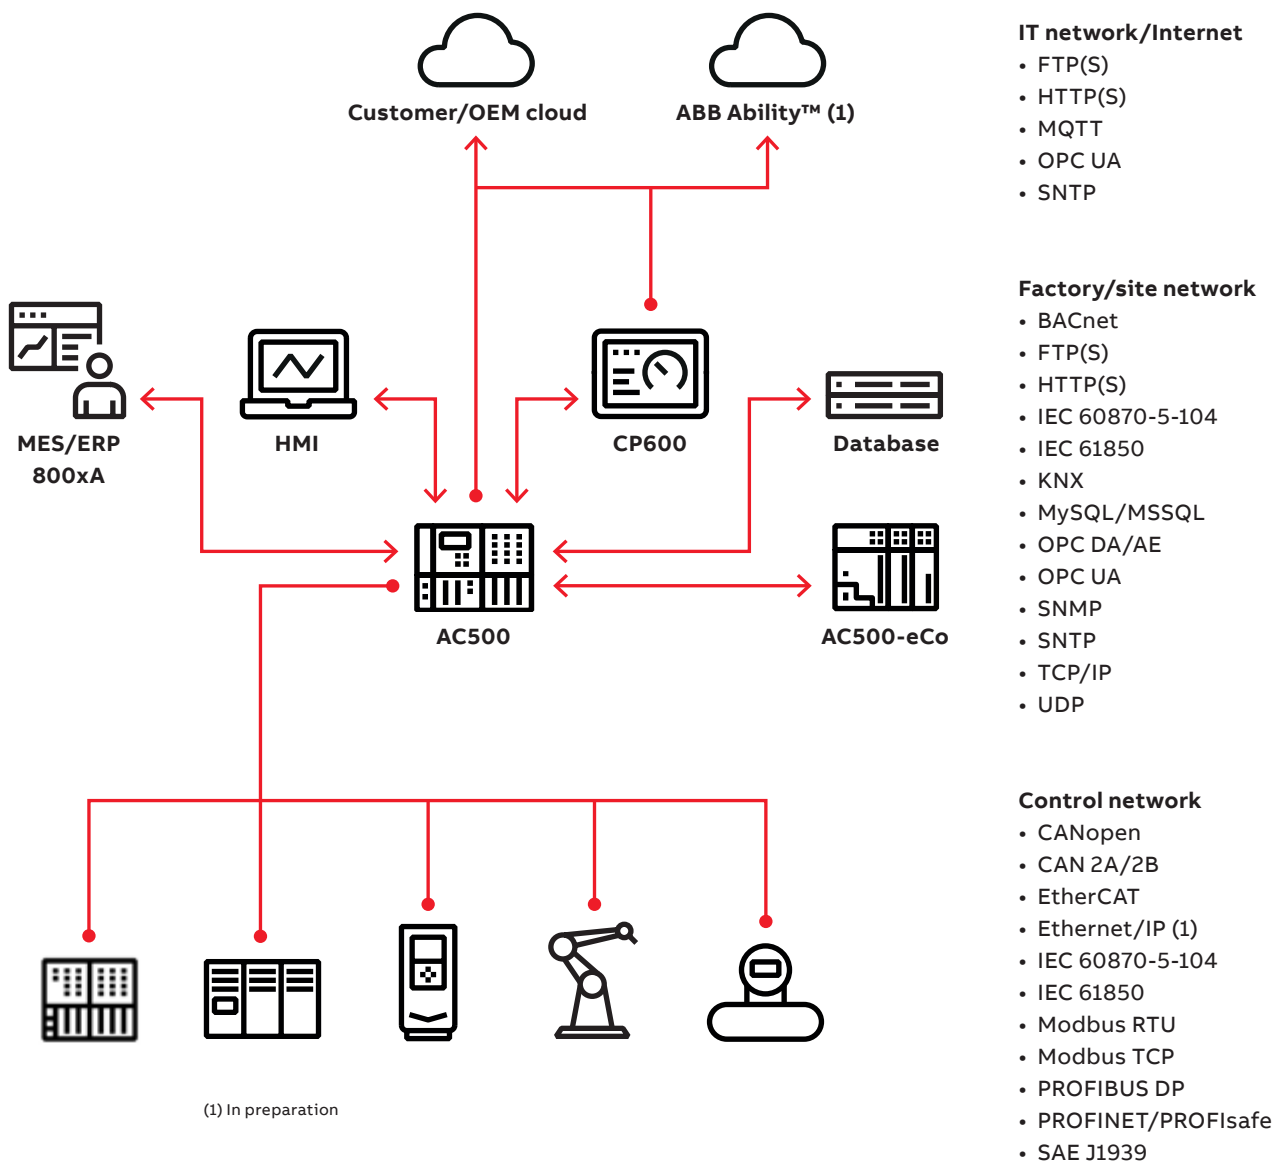 Customer/OEM cloud
ABB Ability™ (1)
MES/ERP
800xA
HMI
CP600
Database
AC500
AC500-eCo
(1) In preparation
IT network/Internet
• FTP(S)
• HTTP(S)
• MQTT
• OPC UA
• SNTP
Factory/site network
• BACnet
• FTP(S)
• HTTP(S)
• IEC 60870-5-104
• IEC 61850
• KNX
• MySQL/MSSQL
• OPC DA/AE
• OPC UA
• SNMP
• SNTP
• TCP/IP
• UDP
Control network
• CANopen
• CAN 2A/2B
• EtherCAT
• Ethernet/IP (1)
• IEC 60870-5-104
• IEC 61850
• Modbus RTU
• Modbus TCP
• PROFIBUS DP
• PROFINET/PROFIsafe
• SAE J1939